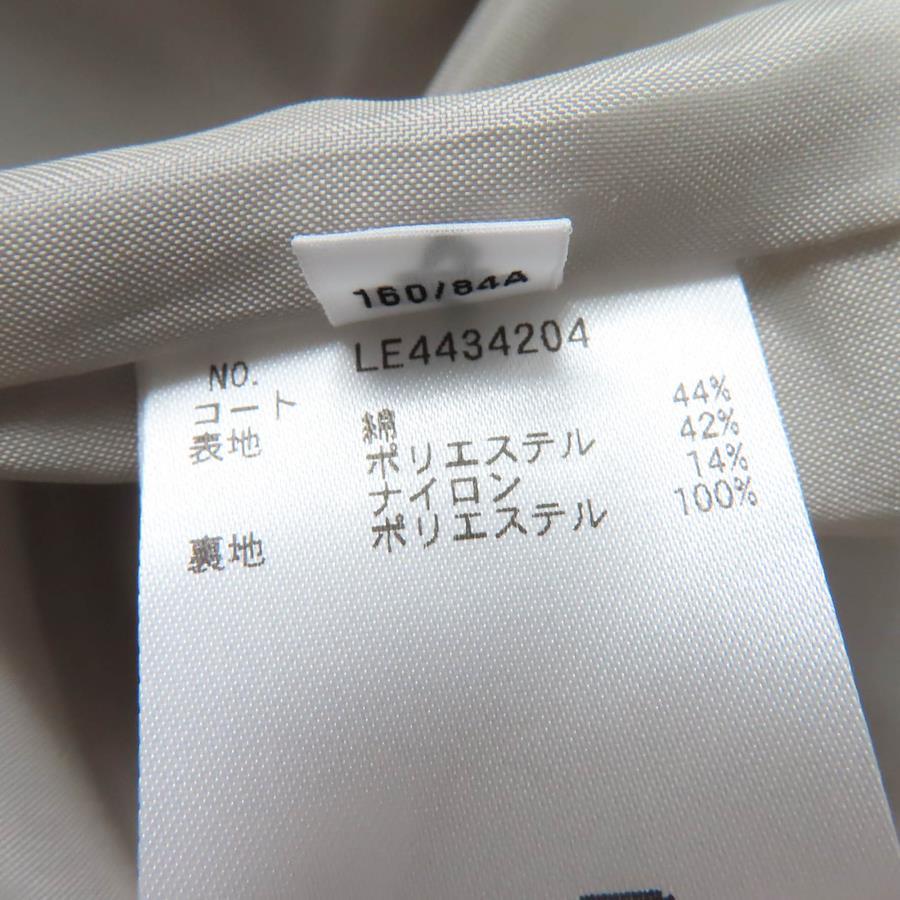 160/84A
NO. LE4434204
コート
表地 綿 44%
ポリエステル 42%
ナイロン 14%
裏地 ポリエステル 100%